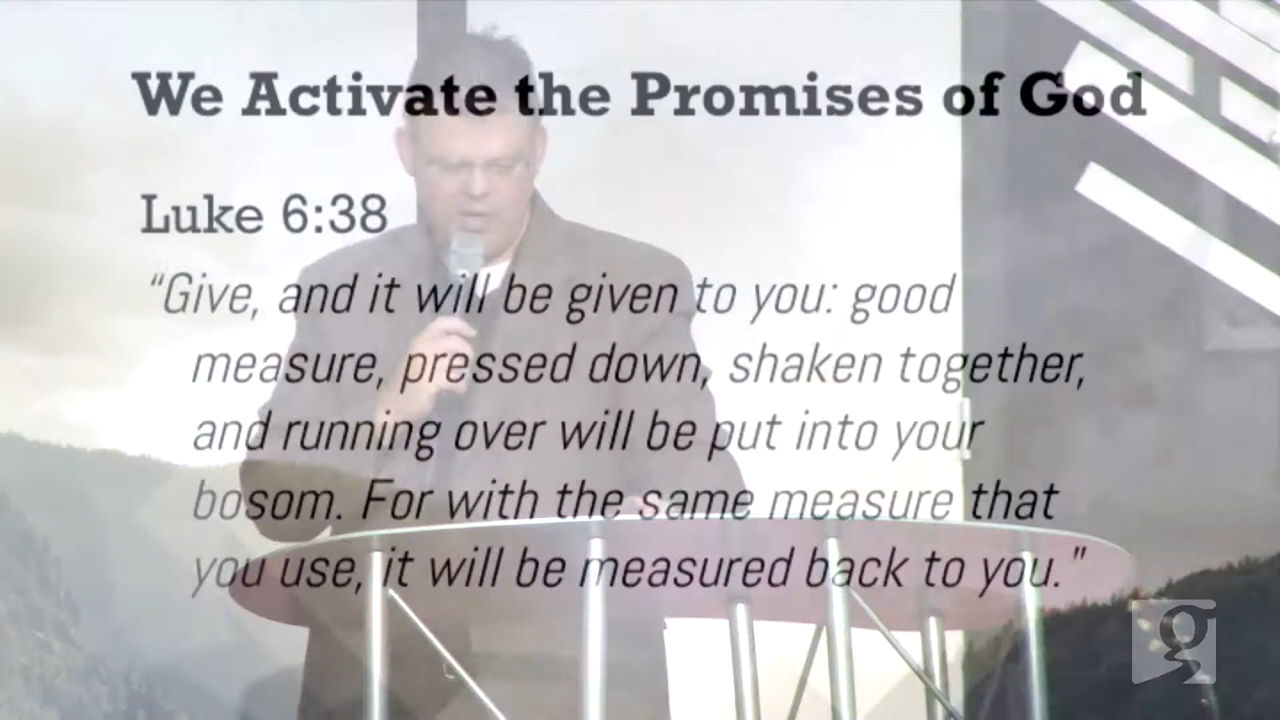 We Activate the Promises of God
Luke 6:38
“Give, and it will be given to you: good
measure, pressed down, shaken together,
and running over will be put into your
bosom. For with the same measure that
you use, it will be measured back to you."
g